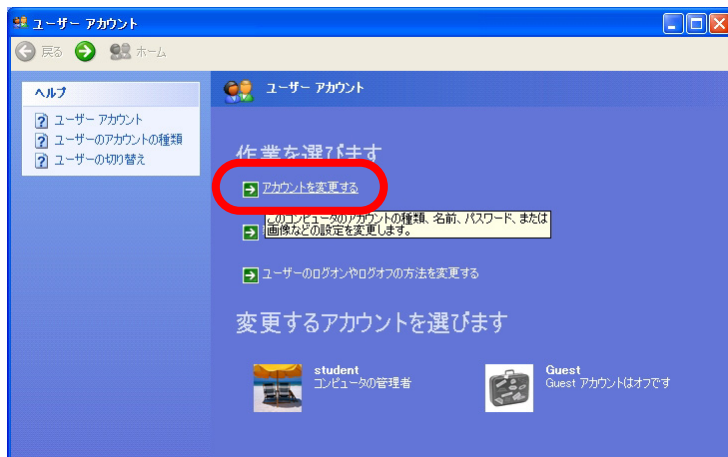 ユーザー アカウント
戻る
ホーム
ヘルプ
ユーザー アカウント
ユーザーのアカウントの種類
ユーザーの切り替え
ユーザー アカウント
作業を選びます
アカウントを変更する
このコンピュータのアカウントの種類、名前、パスワード、または
画像などの設定を変更します。
ユーザーのログオンやログオフの方法を変更する
変更するアカウントを選びます
student
コンピュータの管理者
Guest
Guest アカウントはオフです